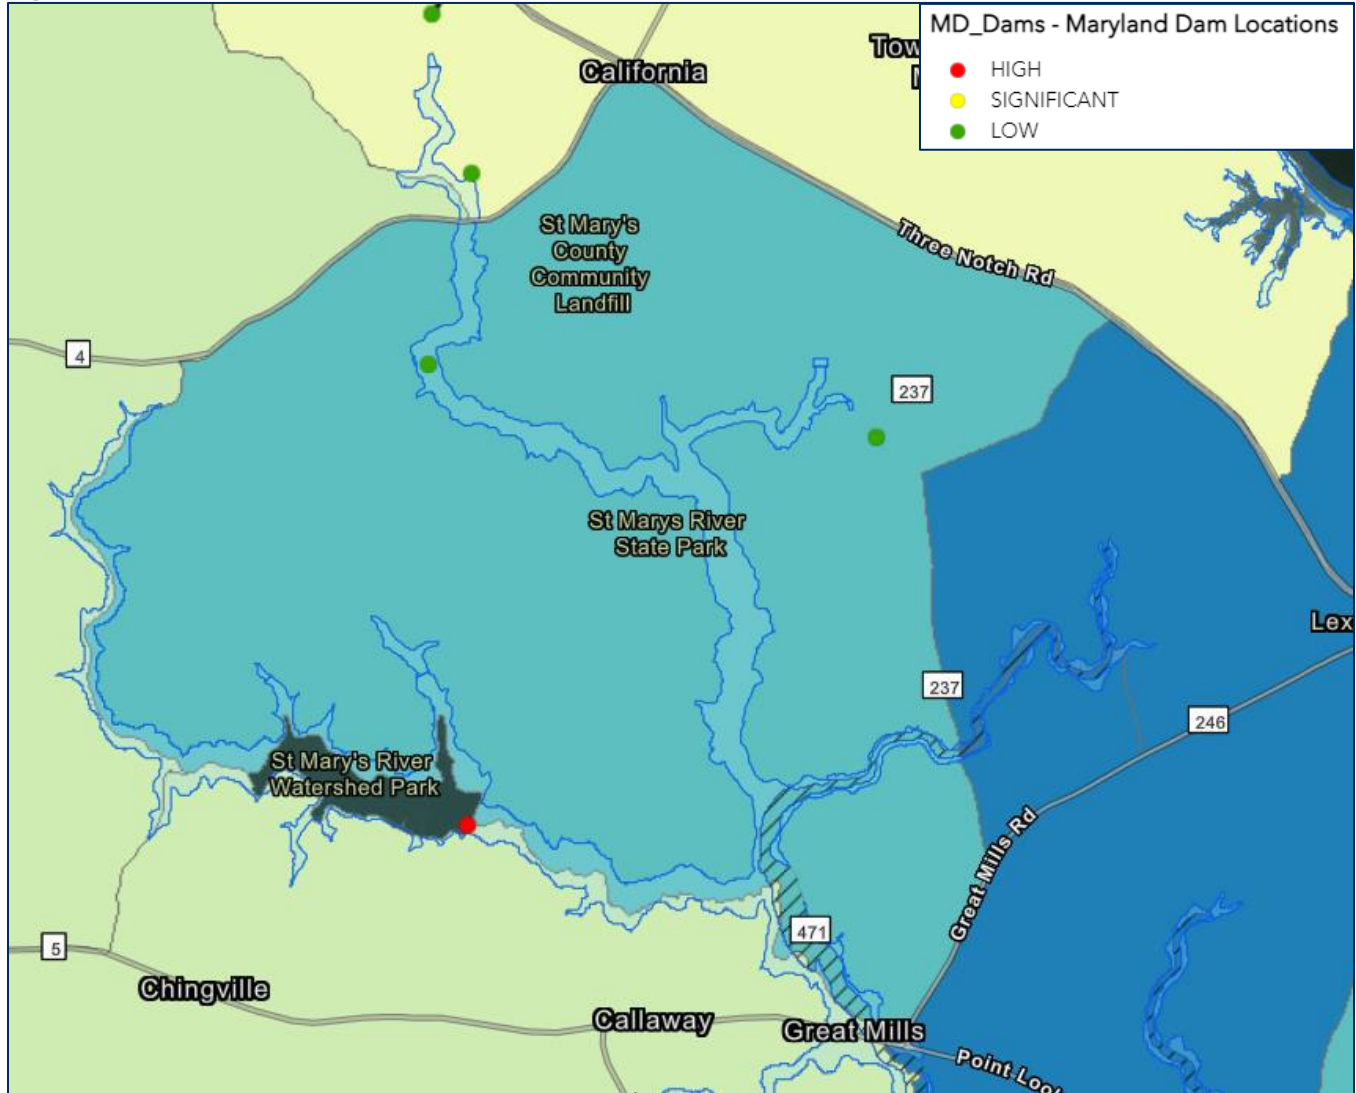 MD_Dams - Maryland Dam Locations
HIGH
SIGNIFICANT
LOW
California
St Mary's
County
Community
Landfill
Three Notch Rd
4
237
St Marys River
State Park
237
246
St Mary's River
Watershed Park
Great Mills Rd
471
5
Chingville
Callaway
Great Mills